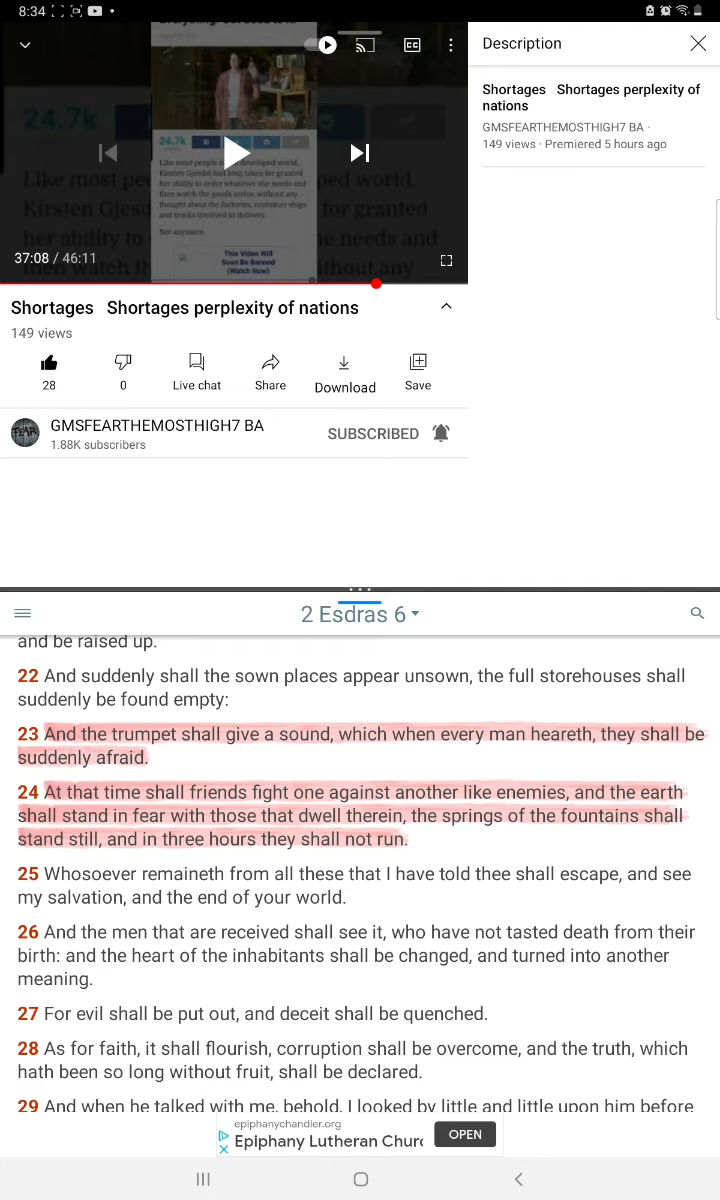 8:34
Description
24.7k
24.7k
Like most people in developed world,
Kirsten Gjesdal had long taken for granted
her ability to order whatever she needs and
then watch the goods arrive, without any
thought about the factories, container ships
and trucks involved in delivery.
Not anymore.
This Video Will
Soon Be Banned
(Watch Now)
37:08 / 46:11
Shortages Shortages perplexity of
nations
GMSFEARTHEMOSTHIGH7 BA ·
149 views · Premiered 5 hours ago
Shortages Shortages perplexity of nations
149 views
28
0
Live chat
Share
Download
Save
FEAR
GMSFEARTHEMOSTHIGH7 BA
1.88K subscribers
SUBSCRIBED
2 Esdras 6
and be raised up.
22 And suddenly shall the sown places appear unsown, the full storehouses shall
suddenly be found empty:
23 And the trumpet shall give a sound, which when every man heareth, they shall be
suddenly afraid.
24 At that time shall friends fight one against another like enemies, and the earth
shall stand in fear with those that dwell therein, the springs of the fountains shall
stand still, and in three hours they shall not run.
25 Whosoever remaineth from all these that I have told thee shall escape, and see
my salvation, and the end of your world.
26 And the men that are received shall see it, who have not tasted death from their
birth: and the heart of the inhabitants shall be changed, and turned into another
meaning.
27 For evil shall be put out, and deceit shall be quenched.
28 As for faith, it shall flourish, corruption shall be overcome, and the truth, which
hath been so long without fruit, shall be declared.
29 And when he talked with me, behold, I looked by little and little upon him before
epiphanychandler.org
Epiphany Lutheran Churc
OPEN